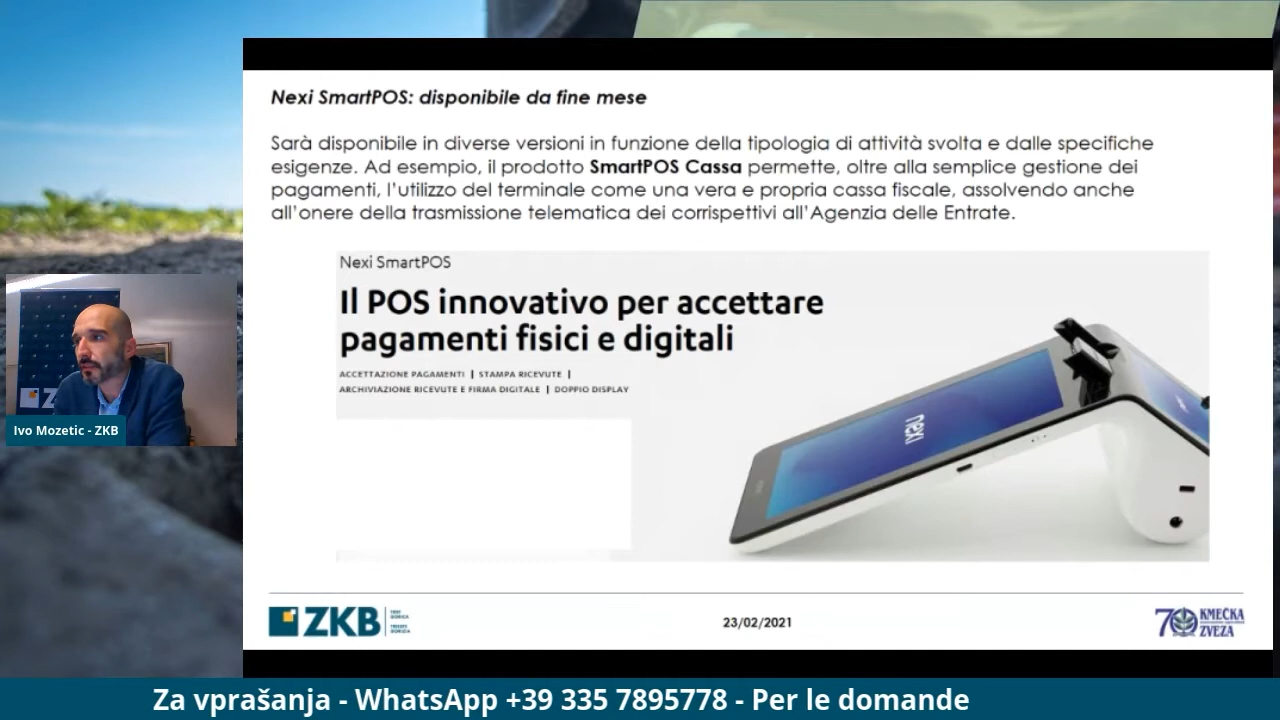 Nexi SmartPOS: disponibile da fine mese
Sarà disponibile in diverse versioni in funzione della tipologia di attività svolta e dalle specifiche
esigenze. Ad esempio, il prodotto SmartPOS Cassa permette, oltre alla semplice gestione dei
pagamenti, l'utilizzo del terminale come una vera e propria cassa fiscale, assolvendo anche
all'onere della trasmissione telematica dei corrispettivi all'Agenzia delle Entrate.
Nexi SmartPOS
Il POS innovativo per accettare
pagamenti fisici e digitali
ACCETTAZIONE PAGAMENTI | STAMPA RICEVUTE |
ARCHIVIAZIONE RICEVUTE E FIRMA DIGITALE | DOPPIO DISPLAY
nexi
Ivo Mozetic - ZKB
ZKB
23/02/2021
70 KMEČKA
ZVEZA
Za vprašanja - WhatsApp +39 335 7895778 - Per le domande